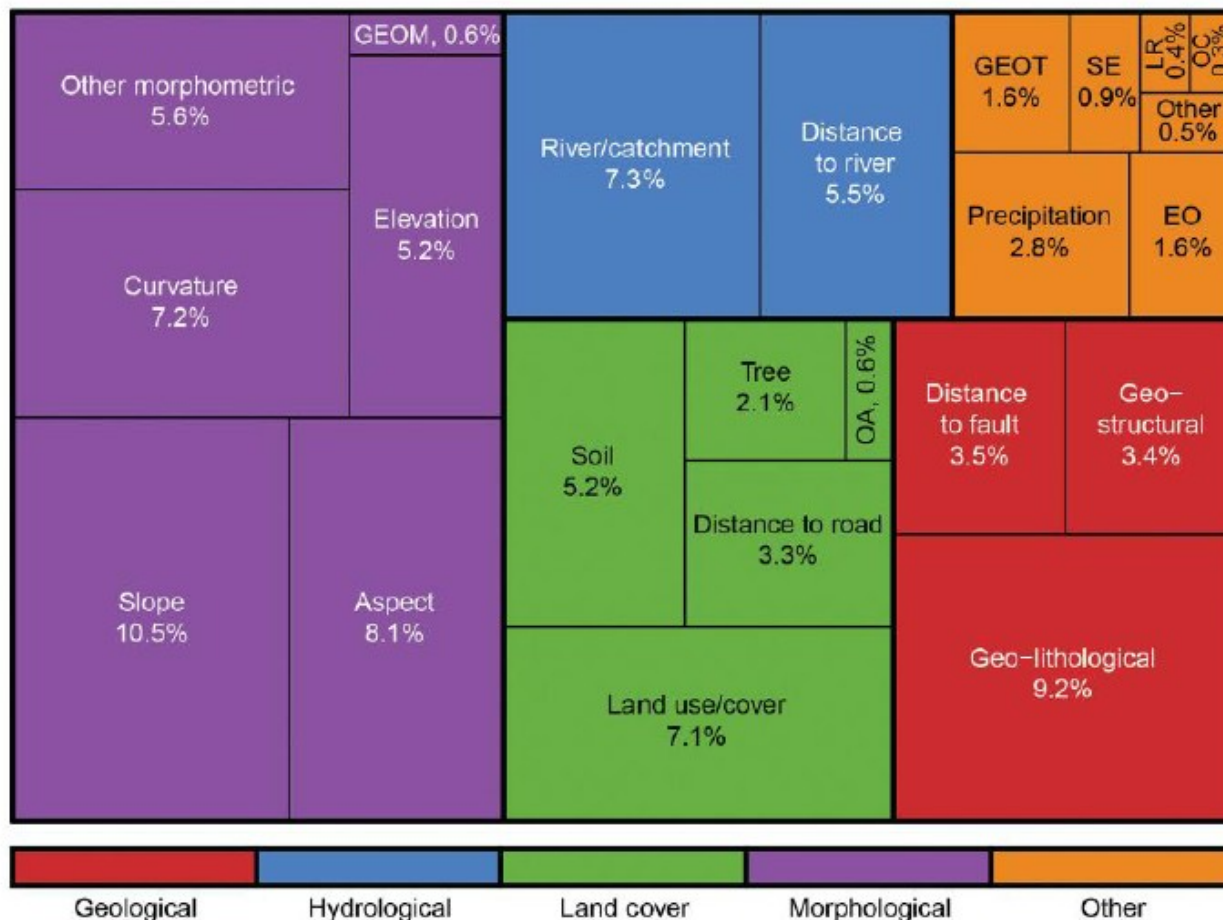 GEOM, 0.6%
Other morphometric
5.6%
Elevation
5.2%
Curvature
7.2%
Slope
10.5%
Aspect
8.1%
River/catchment
7.3%
Distance
to river
5.5%
GEOT
1.6%
SE
0.9%
LR
0.4%
OC
0.3%
Other
0.5%
Precipitation
2.8%
EO
1.6%
Soil
5.2%
Tree
2.1%
OA, 0.6%
Distance to road
3.3%
Land use/cover
7.1%
Distance
to fault
3.5%
Geo−
structural
3.4%
Geo−lithological
9.2%
Geological
Hydrological
Land cover
Morphological
Other